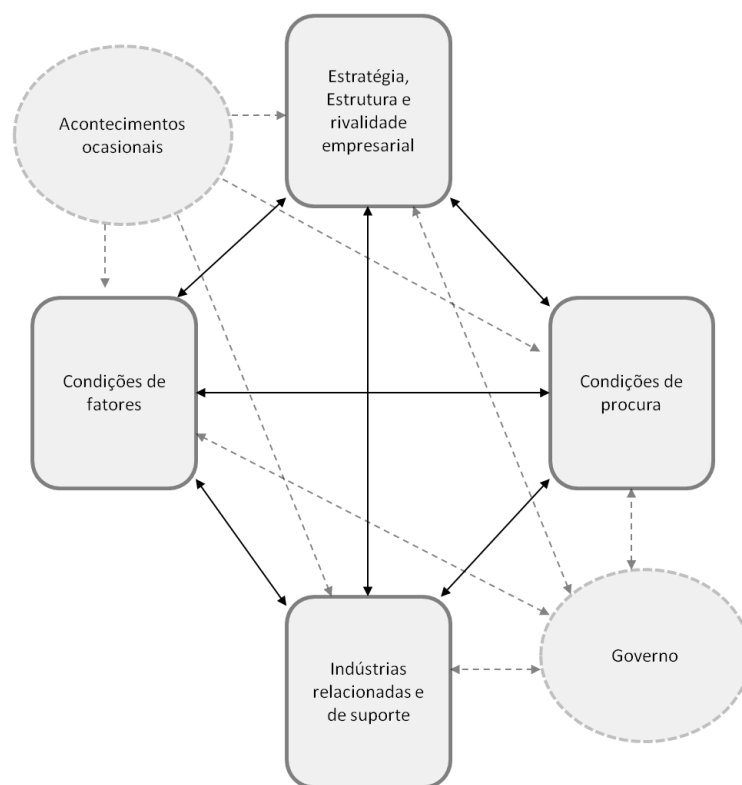 Estratégia,
Estrutura e
rivalidade
empresarial
Acontecimentos
ocasionais
Condições de
fatores
Condições de
procura
Indústrias
relacionadas e
de suporte
Governo